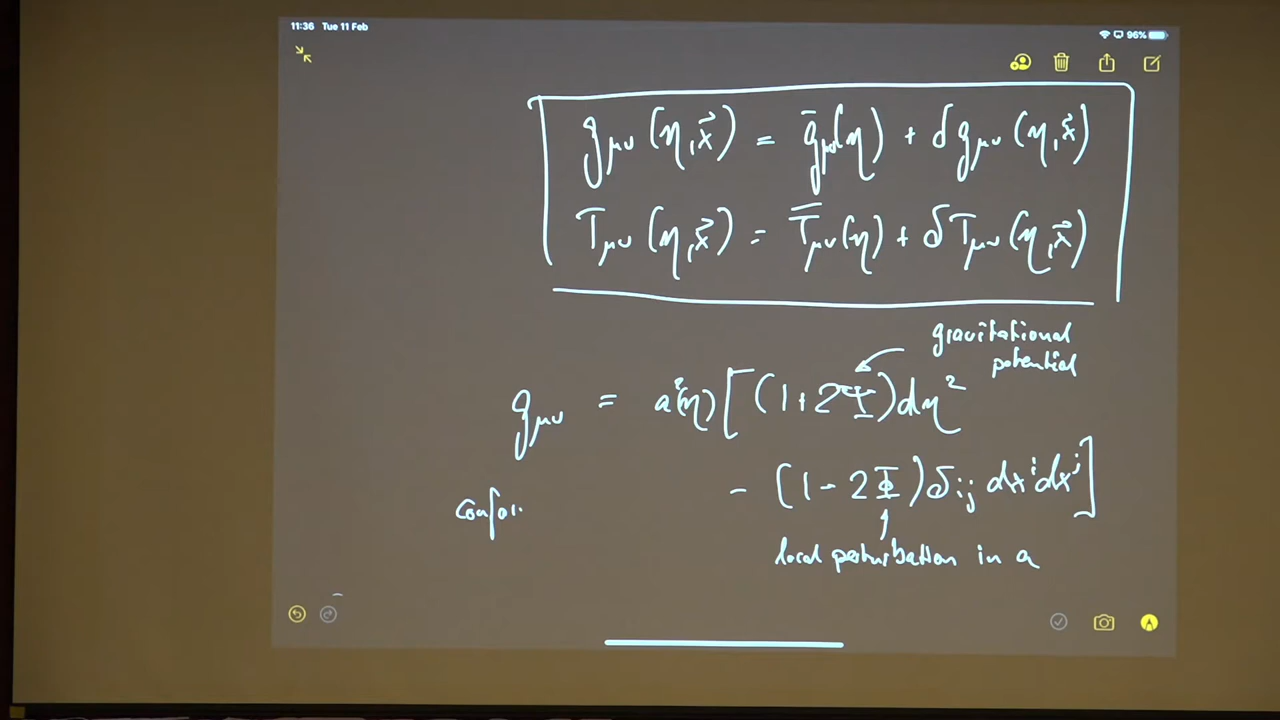 11:36 Tue 11 Feb
96%
g_μν (η, x⃗) = ḡ_μν(η) + δg_μν (η, x⃗)
T_μν (η, x⃗) = T̄_μν (η) + δT_μν (η, x⃗)
gravitational
potential
g_μν = a²(η) [ (1 + 2Ψ) dη²
- (1 - 2Φ) δ_ij dx^i dx^j ]
confor
local perturbation in a